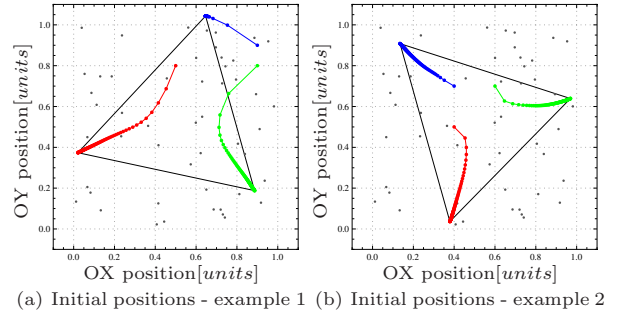 OY position[units]
1.0
0.8
0.6
0.4
0.2
0.0
0.0 0.2 0.4 0.6 0.8 1.0
OX position[units]
(a) Initial positions - example 1
OY position[units]
1.0
0.8
0.6
0.4
0.2
0.0
0.0 0.2 0.4 0.6 0.8 1.0
OX position[units]
(b) Initial positions - example 2